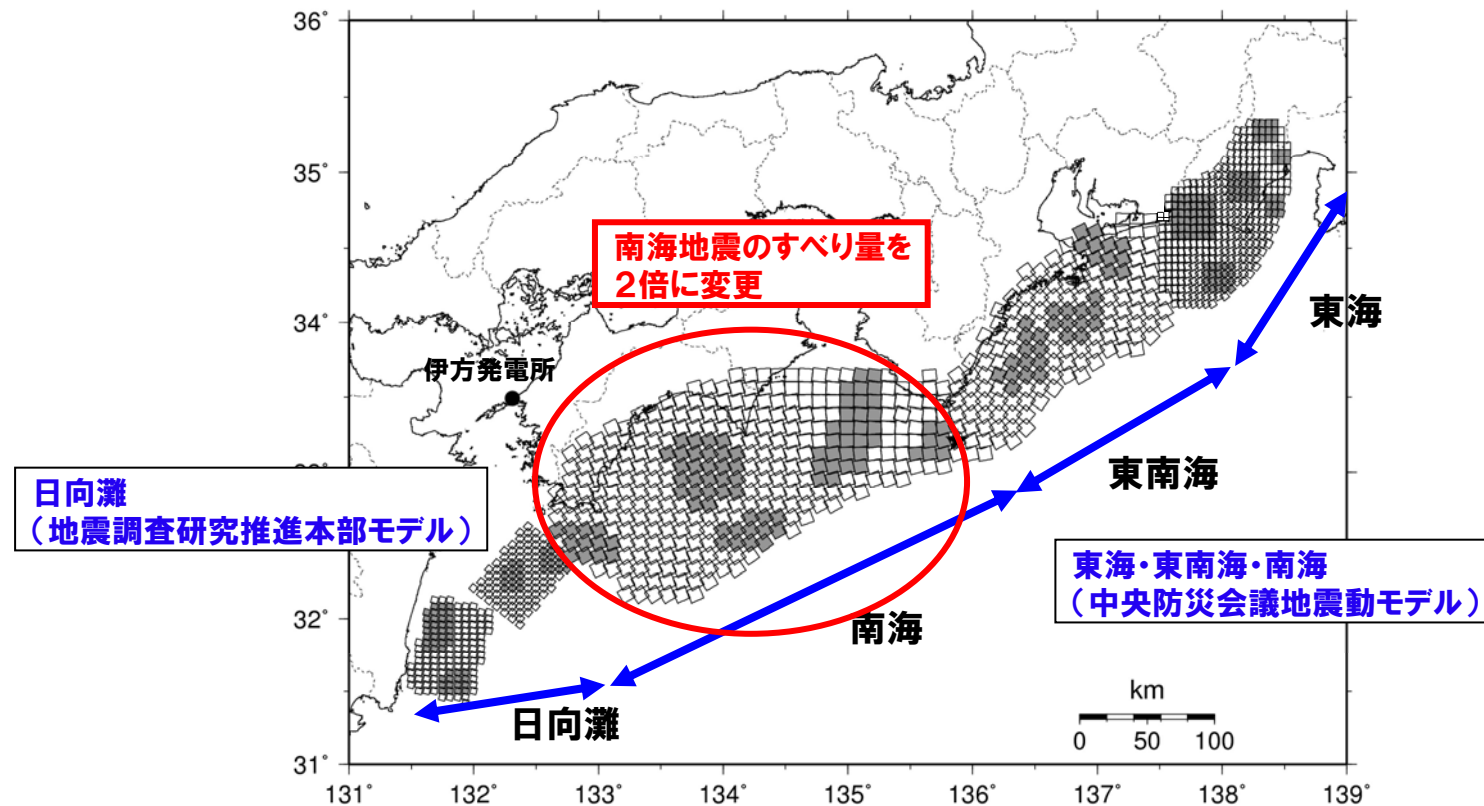 36°
35°
34°
33°
32°
31°
131°
132°
133°
134°
135°
136°
137°
138°
139°
南海地震のすべり量を
２倍に変更
伊方発電所
東海
東南海
日向灘
（地震調査研究推進本部モデル）
東海・東南海・南海
（中央防災会議地震動モデル）
南海
日向灘
km
0 50 100